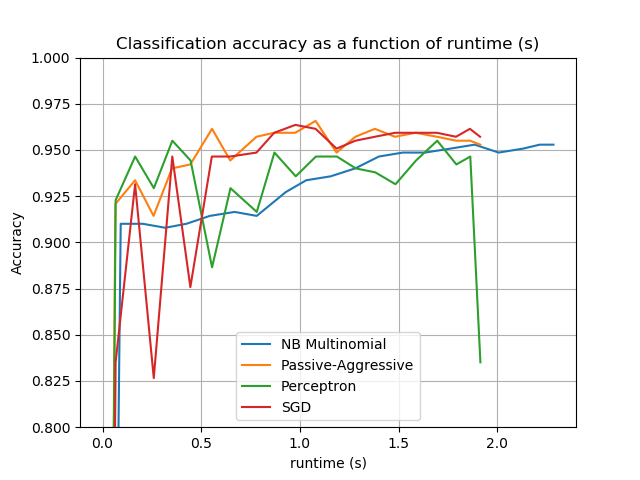 Classification accuracy as a function of runtime (s)
1.000
0.975
0.950
0.925
0.900
0.875
0.850
0.825
0.800
Accuracy
NB Multinomial
Passive-Aggressive
Perceptron
SGD
0.0 0.5 1.0 1.5 2.0
runtime (s)